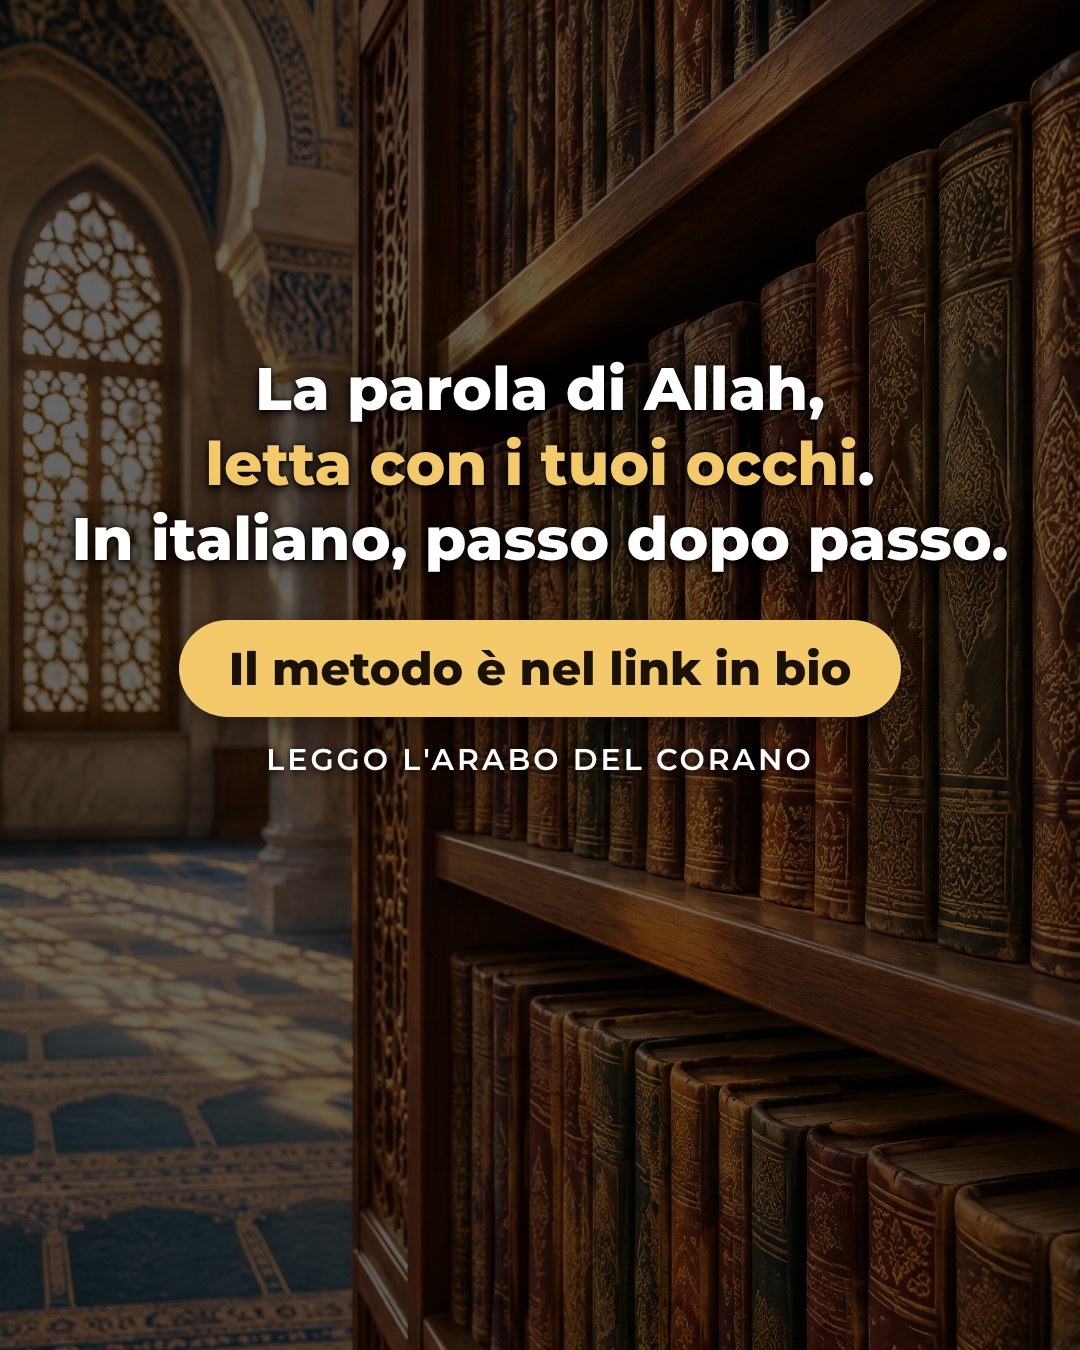 La parola di Allah,
letta con i tuoi occhi.
In italiano, passo dopo passo.
Il metodo è nel link in bio
LEGGO L'ARABO DEL CORANO